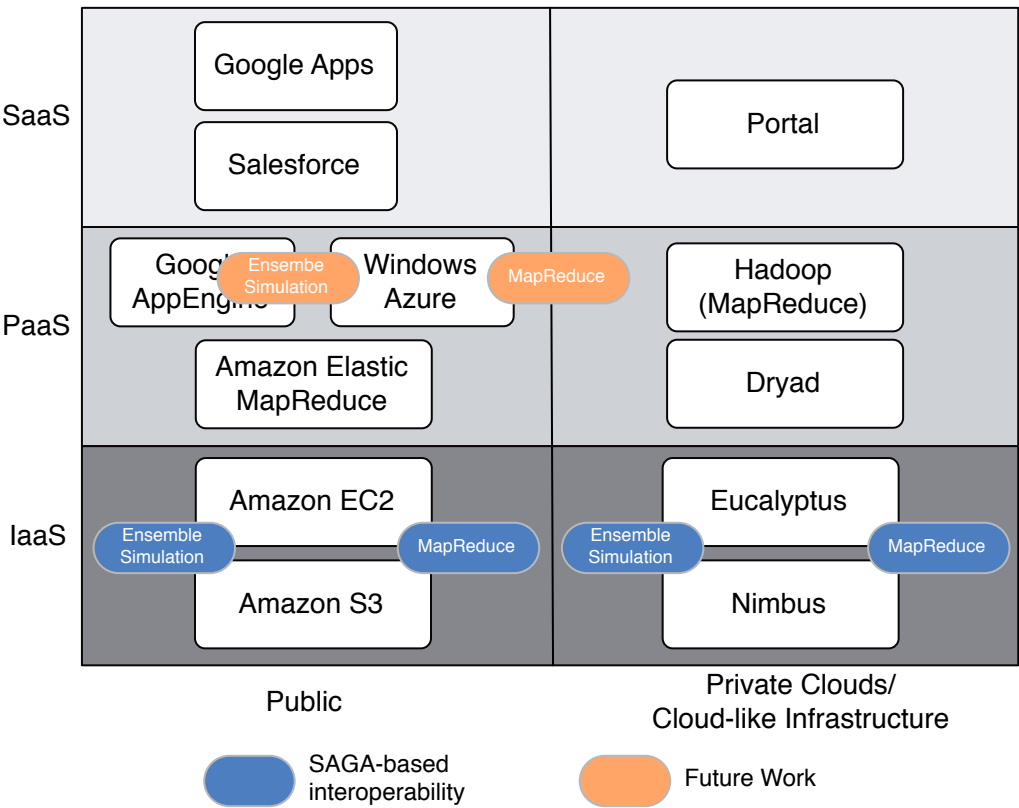 SaaS
Google Apps
Salesforce
Portal
PaaS
Google
AppEngine
Ensembe
Simulation
Windows
Azure
MapReduce
Amazon Elastic
MapReduce
Hadoop
(MapReduce)
Dryad
IaaS
Amazon EC2
Ensemble
Simulation
MapReduce
Amazon S3
Eucalyptus
Ensemble
Simulation
MapReduce
Nimbus
Public
Private Clouds/
Cloud-like Infrastructure
SAGA-based
interoperability
Future Work